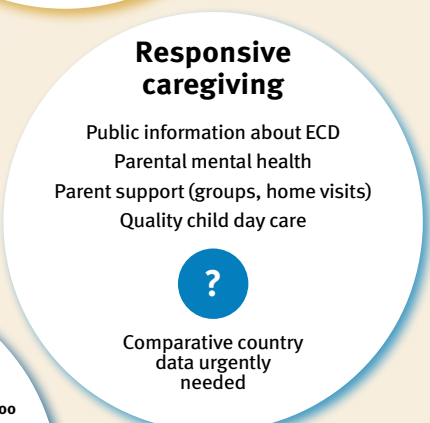 Responsive
caregiving
Public information about ECD
Parental mental health
Parent support (groups, home visits)
Quality child day care
?
Comparative country
data urgently
needed
00